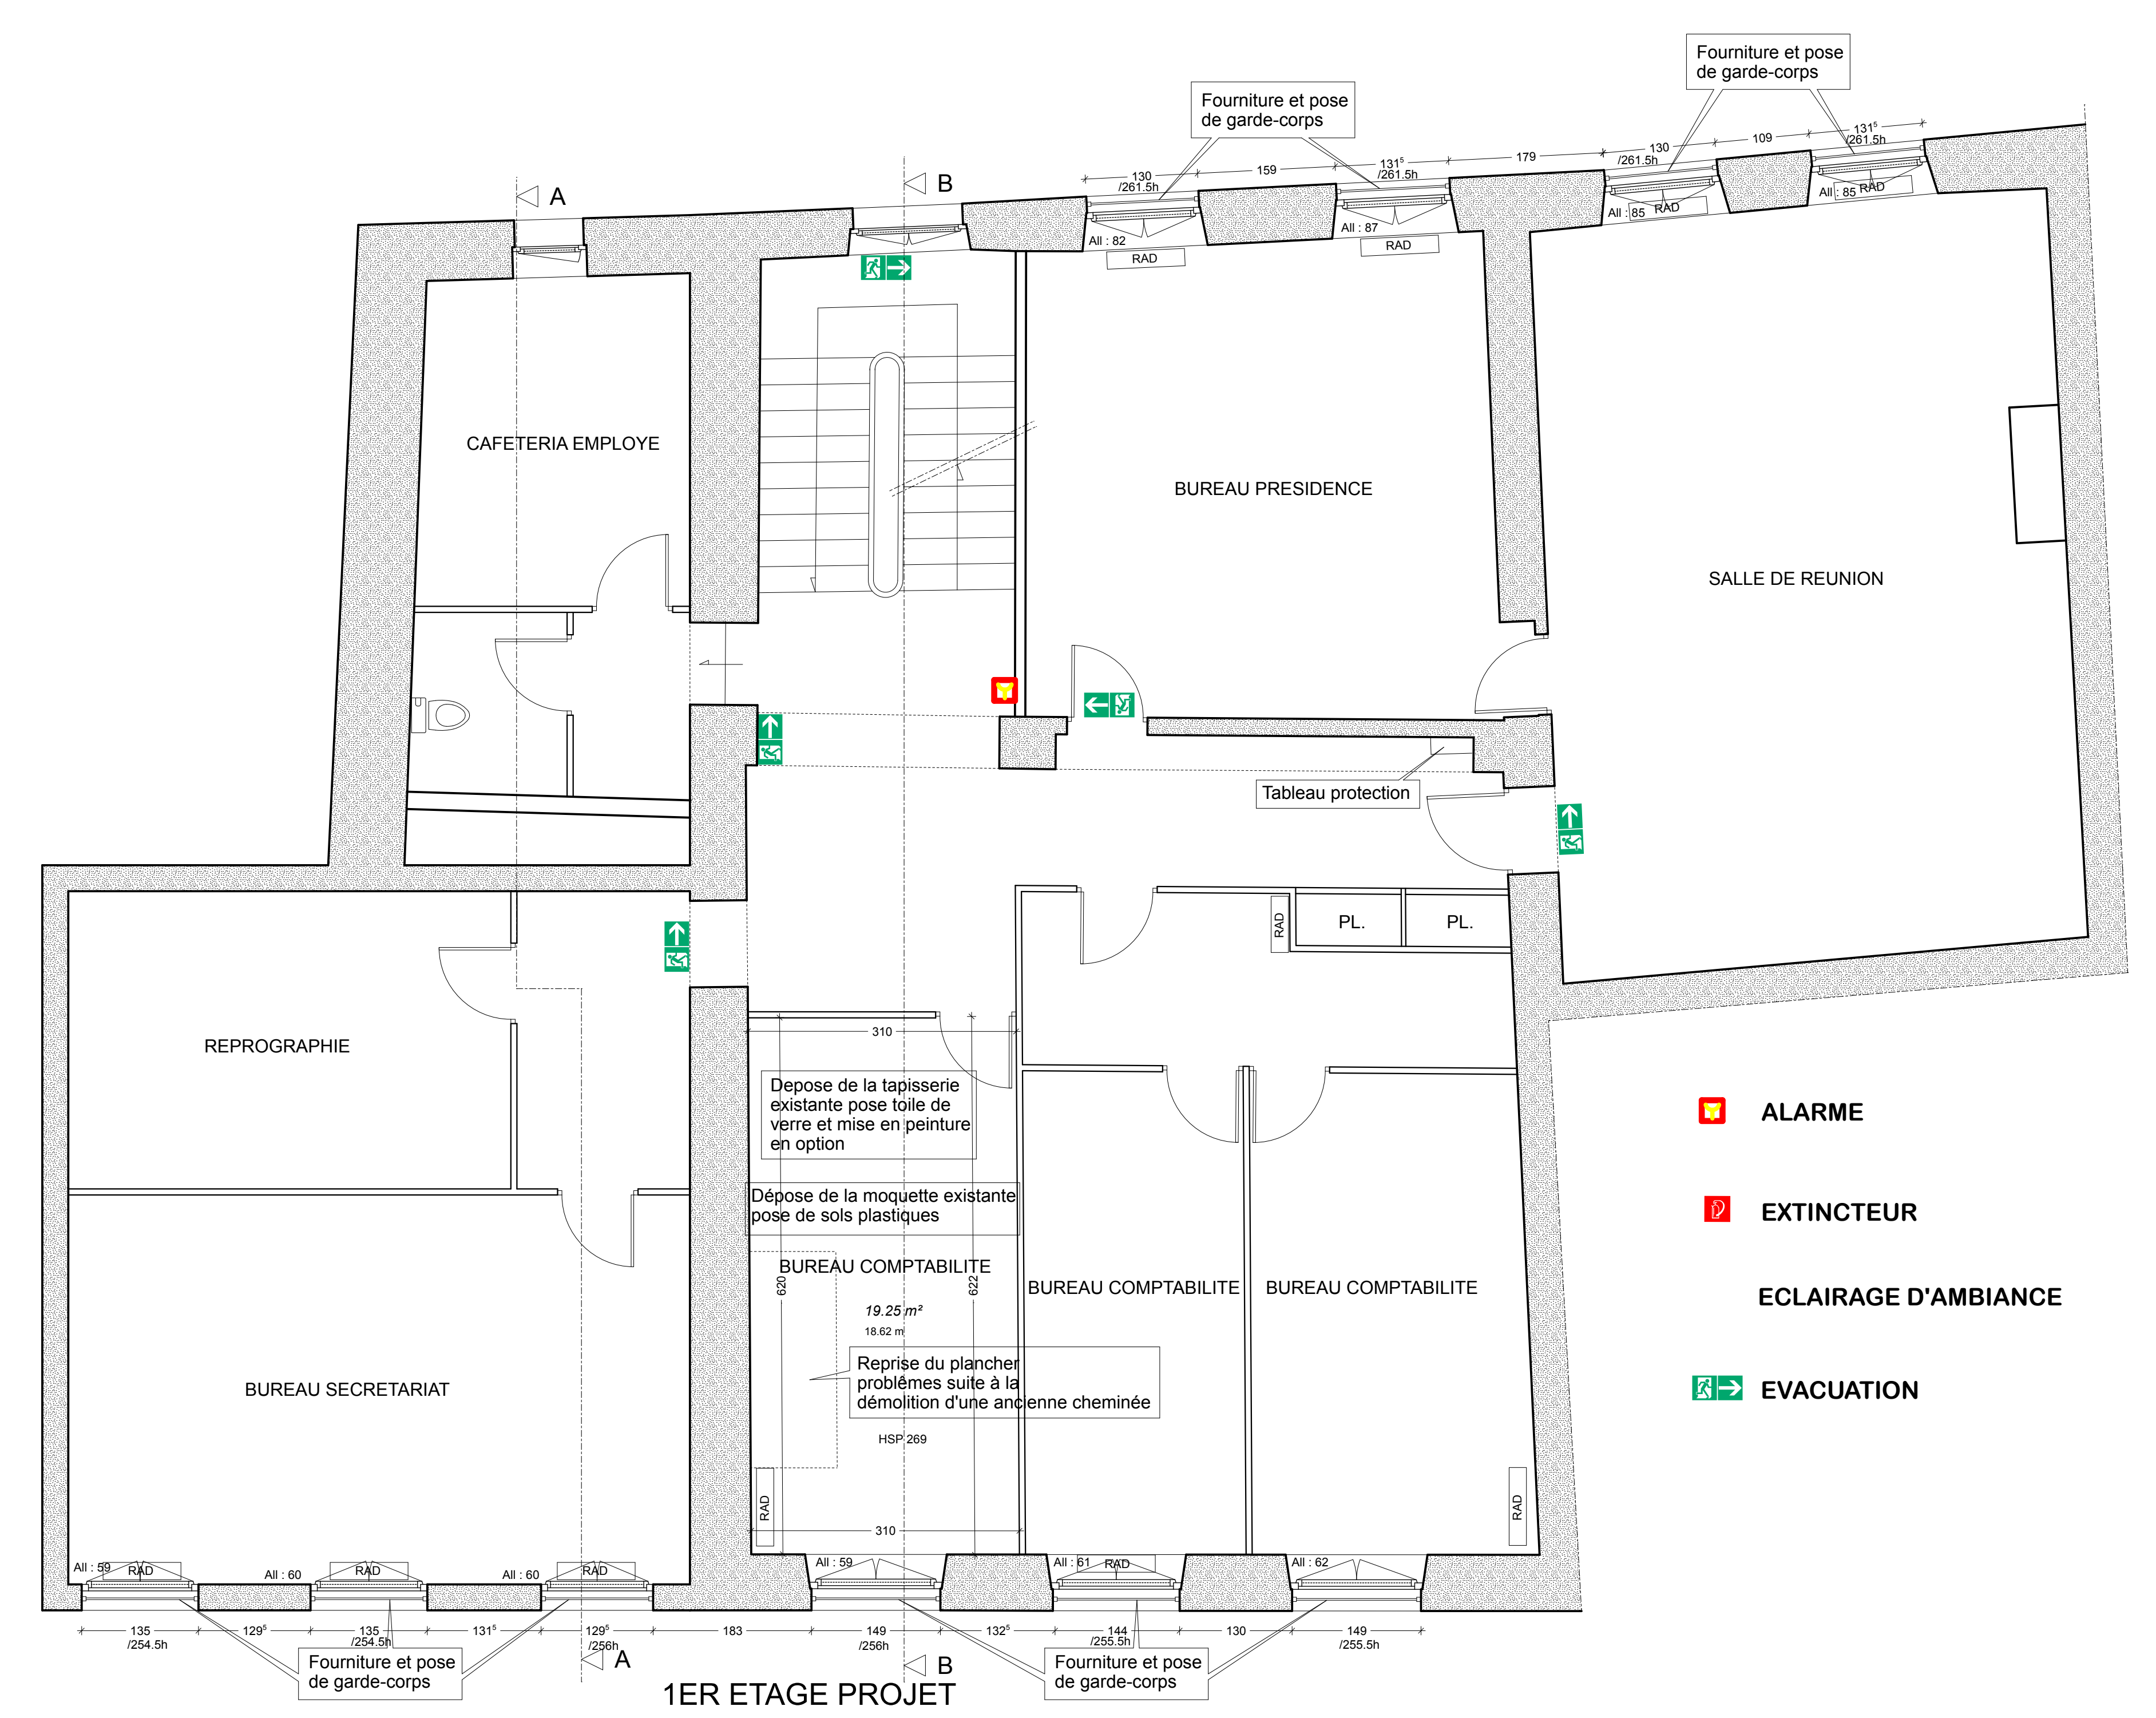 Fourniture et pose
de garde-corps
Fourniture et pose
de garde-corps
130
/261.5h
159
131⁵
/261.5h
179
130
/261.5h
109
131⁵
/261.5h
A
B
All : 82
RAD
All : 87
RAD
All : 85
RAD
All : 85
RAD
CAFETERIA EMPLOYE
BUREAU PRESIDENCE
SALLE DE REUNION
Tableau protection
RAD
PL.
PL.
REPROGRAPHIE
310
Depose de la tapisserie
existante pose toile de
verre et mise en peinture
en option
Dépose de la moquette existante
pose de sols plastiques
BUREAU COMPTABILITE
620
622
19.25 m²
18.62 m
BUREAU COMPTABILITE
BUREAU COMPTABILITE
Reprise du plancher
problêmes suite à la
démolition d'une ancienne cheminée
HSP 269
BUREAU SECRETARIAT
RAD
RAD
310
ALARME
EXTINCTEUR
ECLAIRAGE D'AMBIANCE
EVACUATION
All : 59
RAD
All : 60
RAD
All : 60
RAD
All : 59
All : 61
RAD
All : 62
135
/254.5h
129⁵
135
/254.5h
131⁵
129⁵
/256h
183
149
/256h
132⁵
144
/255.5h
130
149
/255.5h
Fourniture et pose
de garde-corps
A
B
Fourniture et pose
de garde-corps
1ER ETAGE PROJET